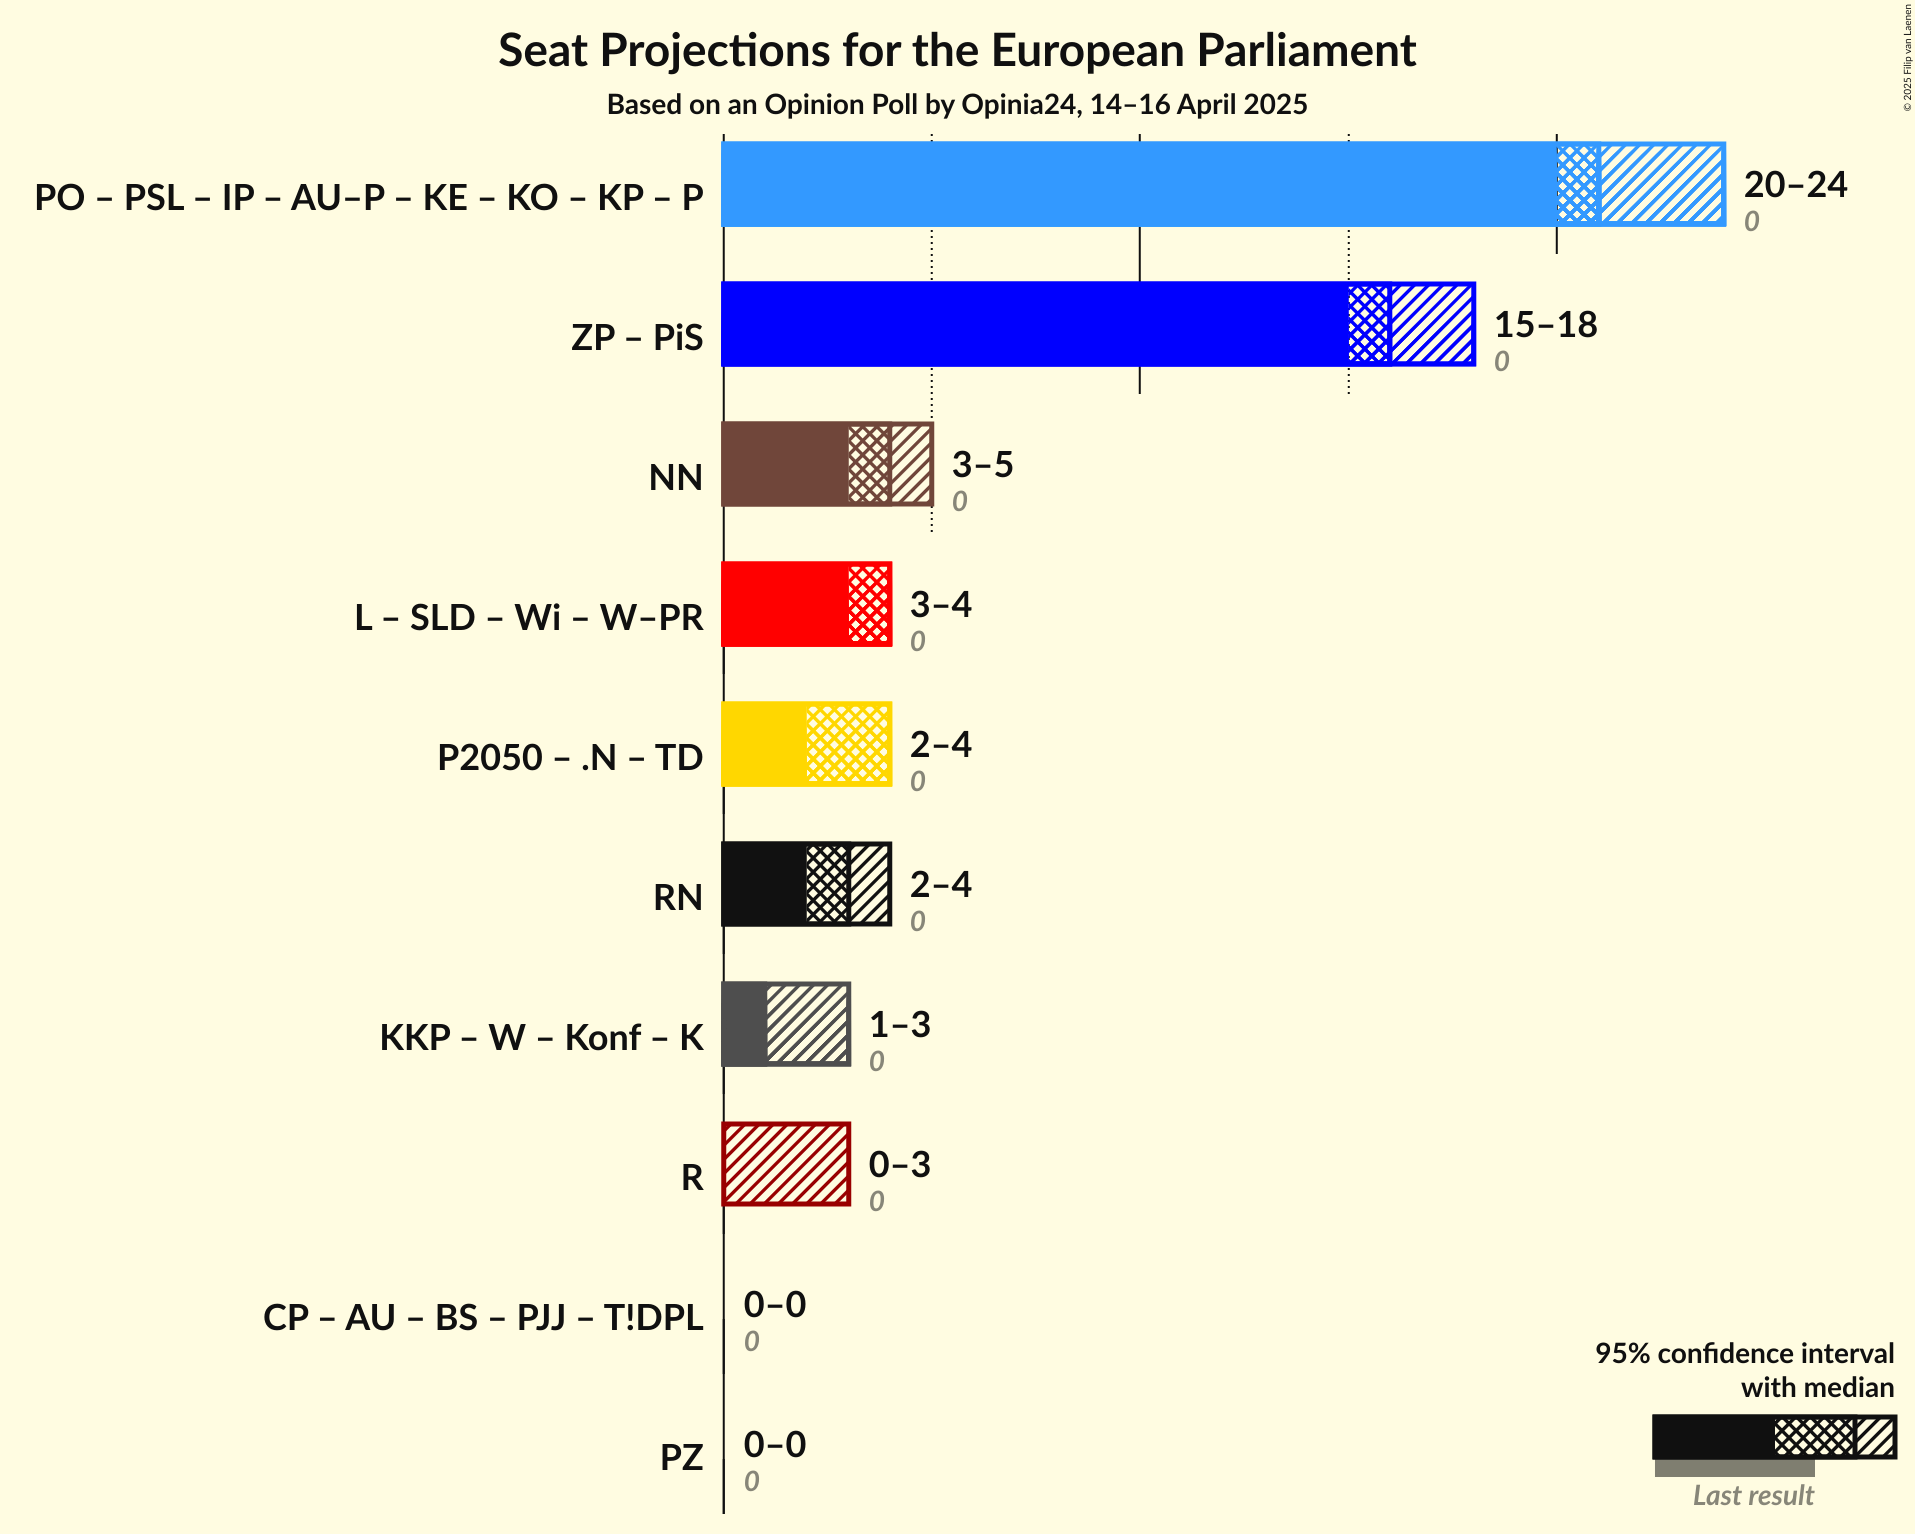 Seat Projections for the European Parliament
Based on an Opinion Poll by Opinia24, 14–16 April 2025
© 2025 Filip van Laenen
PO – PSL – IP – AU–P – KE – KO – KP – P
20–24
0
ZP – PiS
15–18
0
NN
3–5
0
L – SLD – Wi – W–PR
3–4
0
P2050 – .N – TD
2–4
0
RN
2–4
0
KKP – W – Konf – K
1–3
0
R
0–3
0
CP – AU – BS – PJJ – T!DPL
0–0
0
PZ
0–0
0
95% confidence interval
with median
Last result